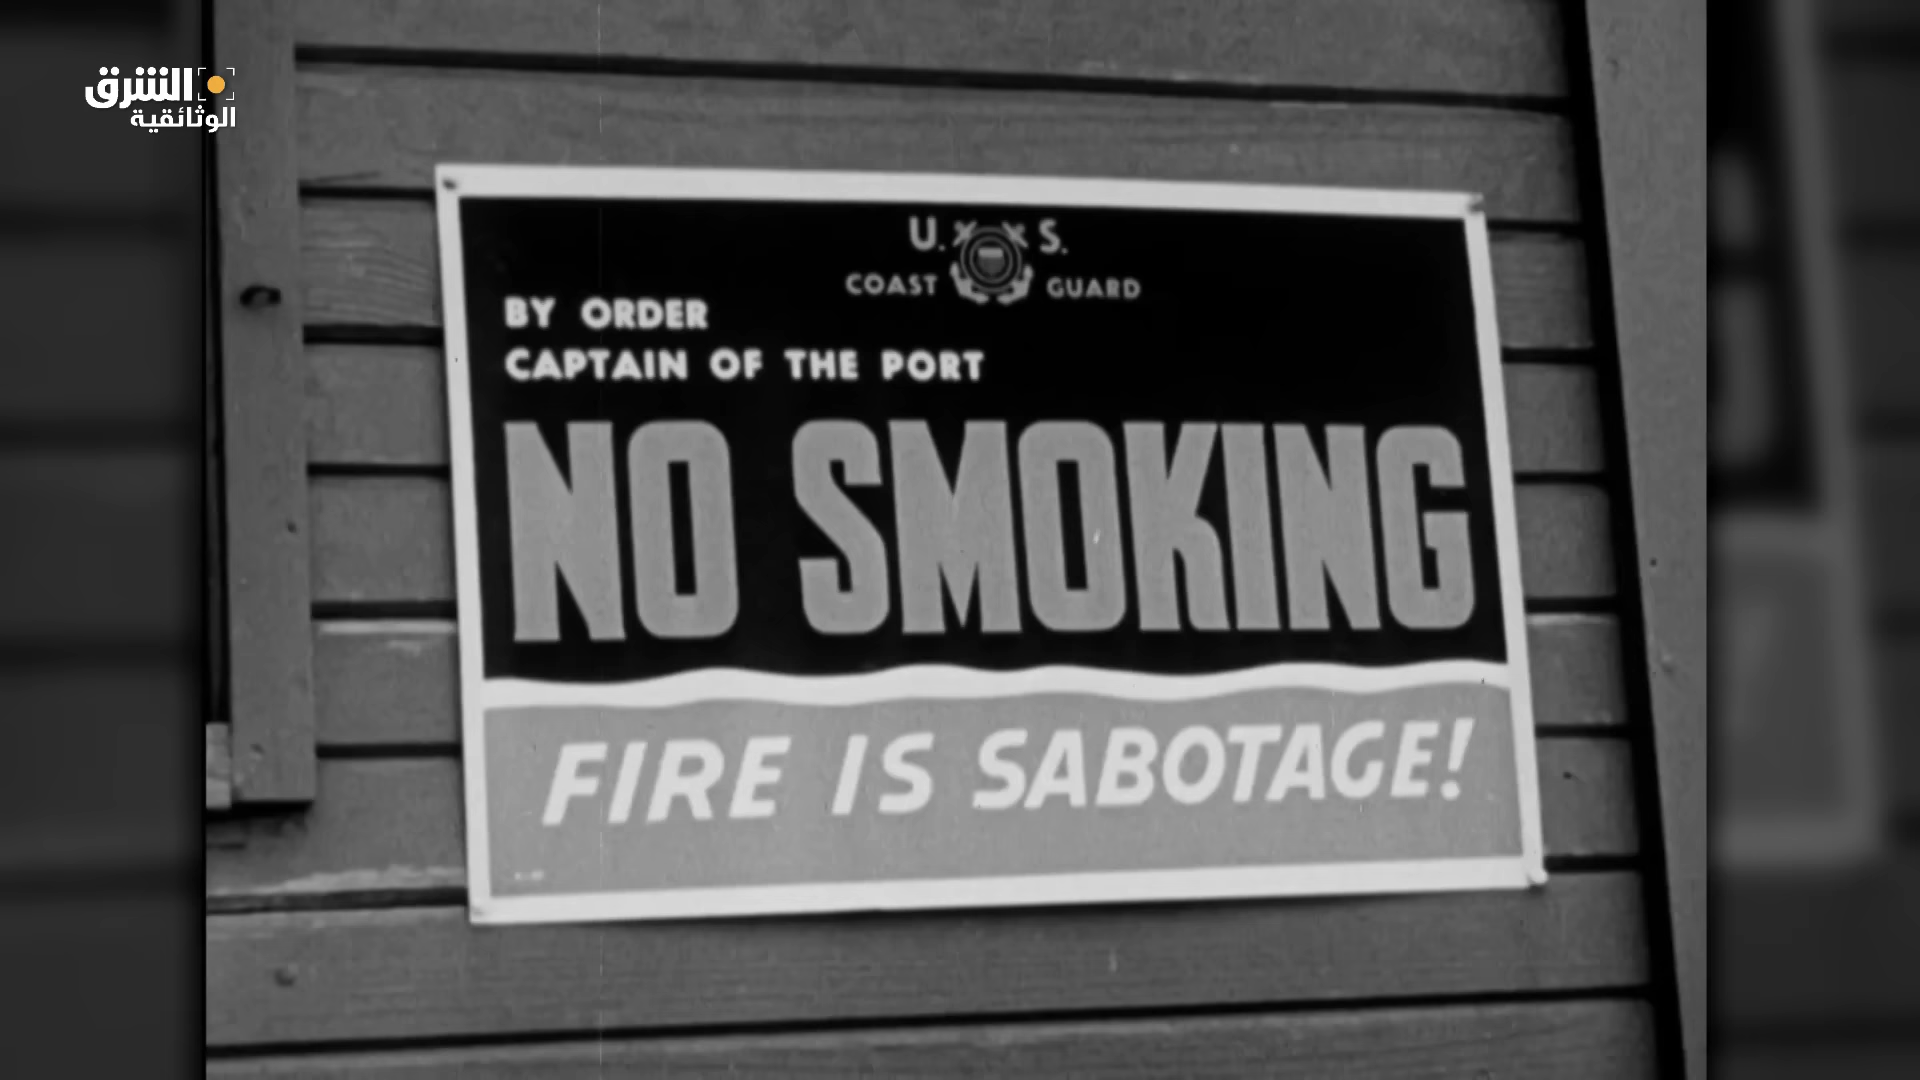 الشرق
الوثائقية
U. S.
COAST GUARD
BY ORDER
CAPTAIN OF THE PORT
NO SMOKING
FIRE IS SABOTAGE!